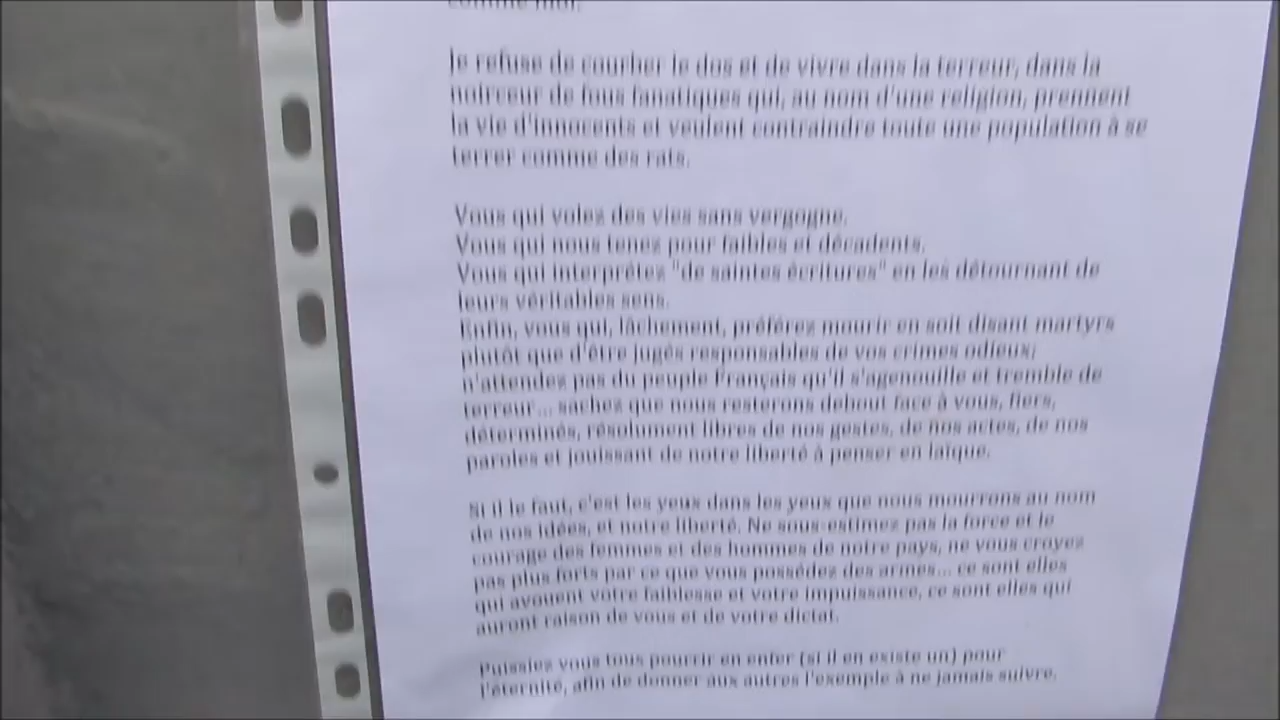 comme moi.
Je refuse de courber le dos et de vivre dans la terreur, dans la
noirceur de fous fanatiques qui, au nom d'une religion, prennent
la vie d'innocents et veulent contraindre toute une population à se
terrer comme des rats.
Vous qui volez des vies sans vergogne.
Vous qui nous tenez pour faibles et décadents.
Vous qui interprétez "de saintes écritures" en les détournant de
leurs véritables sens.
Enfin, vous qui, lâchement, préférez mourir en soit disant martyrs
plutôt que d'être jugés responsables de vos crimes odieux;
n'attendez pas du peuple Français qu'il s'agenouille et tremble de
terreur... sachez que nous resterons debout face à vous, fiers,
déterminés, résolument libres de nos gestes, de nos actes, de nos
paroles et jouissant de notre liberté à penser en laïque.
Si il le faut, c'est les yeux dans les yeux que nous mourrons au nom
de nos idées, et notre liberté. Ne sous-estimez pas la force et le
courage des femmes et des hommes de notre pays, ne vous croyez
pas plus forts par ce que vous possédez des armes... ce sont elles
qui avouent votre faiblesse et votre impuissance, ce sont elles qui
auront raison de vous et de votre dictat.
Puissiez vous tous pourrir en enfer (si il en existe un) pour
l'éternité, afin de donner aux autres l'exemple à ne jamais suivre.